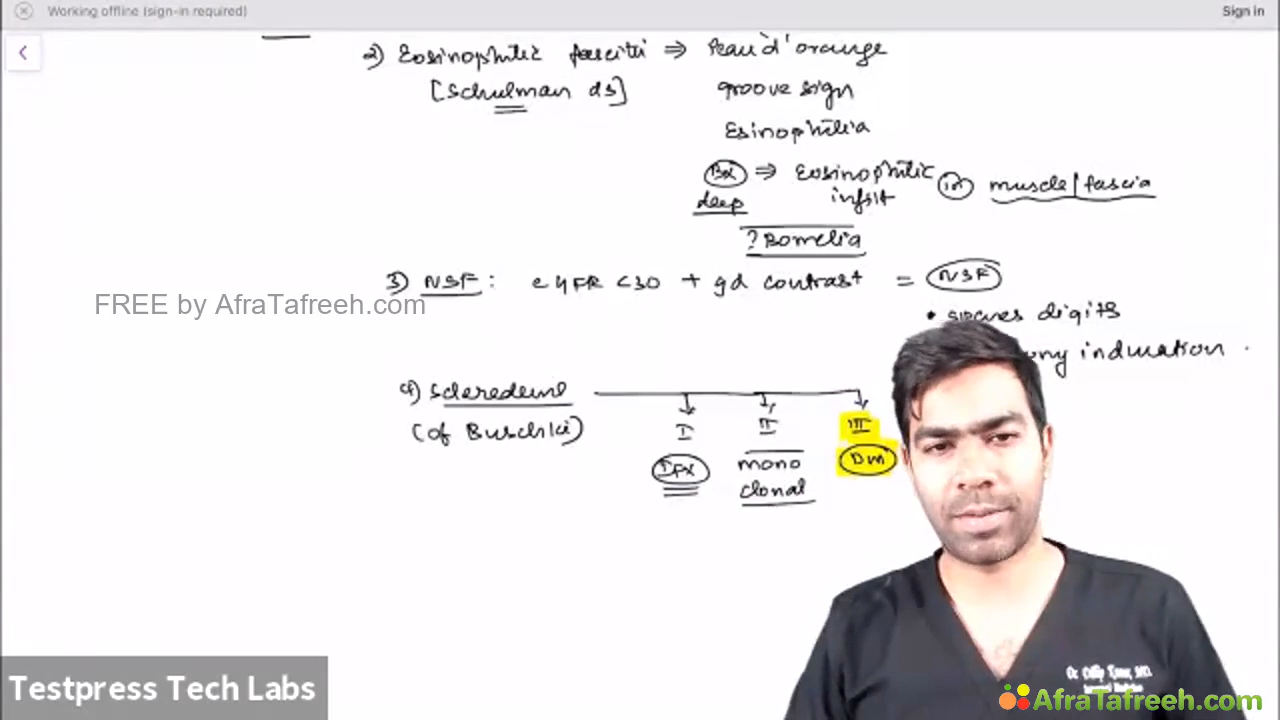 Working offline (sign-in required)
Sign in
2) Eosinophilic fasciti ⇒ Peau d'orange
[Schulman ds]
groove sign
Esinophilia
Bx ⇒ Eosinophilic infilt in muscle/fascia
deep
? Borrelia
3) NSF: eGFR <30 + gd contrast = NSF
• spares digits
induration
4) Scleredema
(of Buschke)
I II III
mono clonal
Dm
FREE by AfraTafreeh.com
Testpress Tech Labs
AfraTafreeh.com